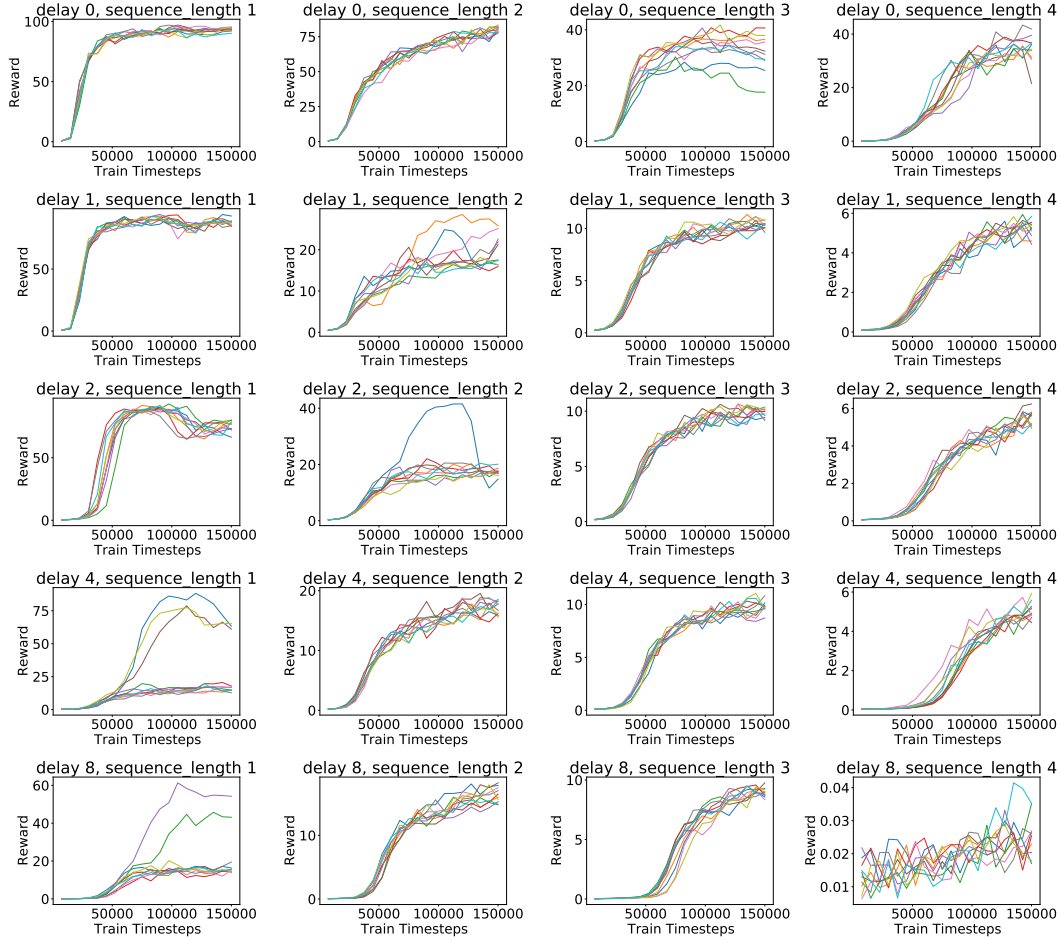 delay 0, sequence_length 1
100
50
0
Reward
50000 100000 150000
Train Timesteps
delay 0, sequence_length 2
75
50
25
0
Reward
50000 100000 150000
Train Timesteps
delay 0, sequence_length 3
40
20
0
Reward
50000 100000 150000
Train Timesteps
delay 0, sequence_length 4
40
20
0
Reward
50000 100000 150000
Train Timesteps
delay 1, sequence_length 1
50
0
Reward
50000 100000 150000
Train Timesteps
delay 1, sequence_length 2
20
10
0
Reward
50000 100000 150000
Train Timesteps
delay 1, sequence_length 3
10
5
0
Reward
50000 100000 150000
Train Timesteps
delay 1, sequence_length 4
6
4
2
0
Reward
50000 100000 150000
Train Timesteps
delay 2, sequence_length 1
50
0
Reward
50000 100000 150000
Train Timesteps
delay 2, sequence_length 2
40
20
0
Reward
50000 100000 150000
Train Timesteps
delay 2, sequence_length 3
10
5
0
Reward
50000 100000 150000
Train Timesteps
delay 2, sequence_length 4
6
4
2
0
Reward
50000 100000 150000
Train Timesteps
delay 4, sequence_length 1
75
50
25
0
Reward
50000 100000 150000
Train Timesteps
delay 4, sequence_length 2
20
10
0
Reward
50000 100000 150000
Train Timesteps
delay 4, sequence_length 3
10
5
0
Reward
50000 100000 150000
Train Timesteps
delay 4, sequence_length 4
6
4
2
0
Reward
50000 100000 150000
Train Timesteps
delay 8, sequence_length 1
60
40
20
0
Reward
50000 100000 150000
Train Timesteps
delay 8, sequence_length 2
10
0
Reward
50000 100000 150000
Train Timesteps
delay 8, sequence_length 3
10
5
0
Reward
50000 100000 150000
Train Timesteps
delay 8, sequence_length 4
0.04
0.03
0.02
0.01
Reward
50000 100000 150000
Train Timesteps